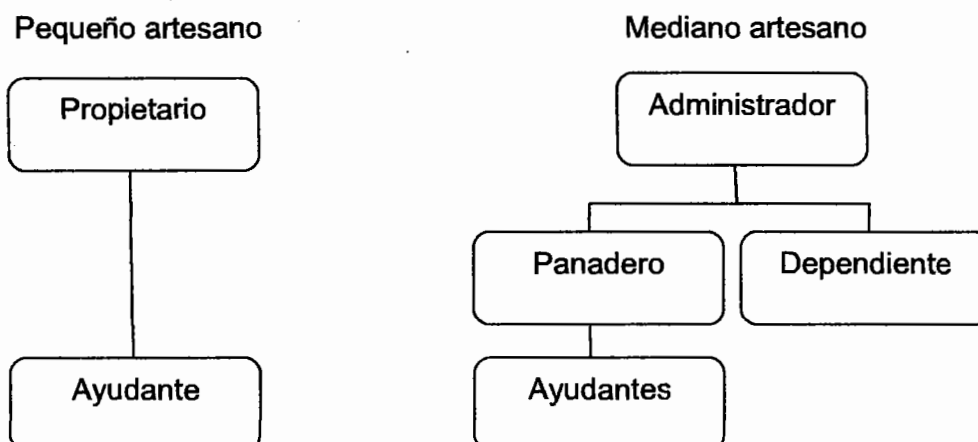 Pequeño artesano
Propietario
Ayudante
Mediano artesano
Administrador
Panadero
Dependiente
Ayudantes